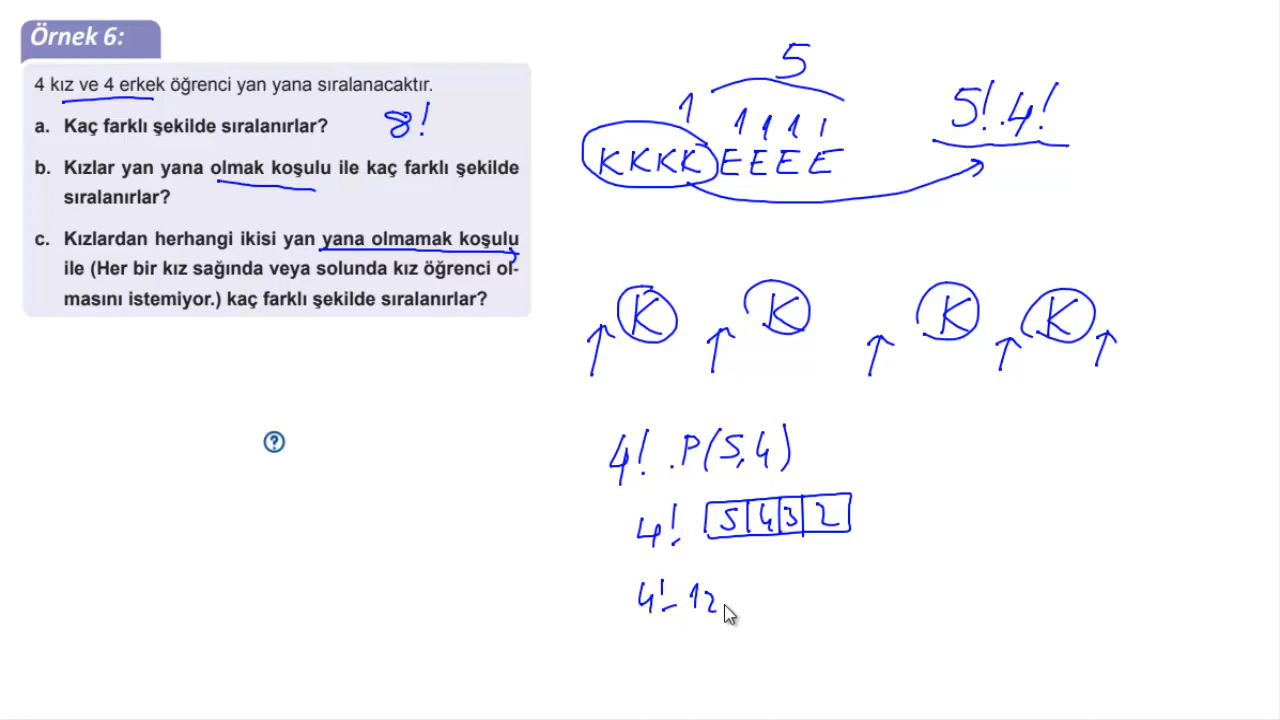 Örnek 6:
4 kız ve 4 erkek öğrenci yan yana sıralanacaktır.
a. Kaç farklı şekilde sıralanırlar? 8!
b. Kızlar yan yana olmak koşulu ile kaç farklı şekilde
sıralanırlar?
c. Kızlardan herhangi ikisi yan yana olmamak koşulu
ile (Her bir kız sağında veya solunda kız öğrenci ol-
masını istemiyor.) kaç farklı şekilde sıralanırlar?
5
1 1 1 1 1
KKKK EEEE
5! . 4!
K K K K
4! . P(5,4)
4! 5 4 3 2
4! . 12